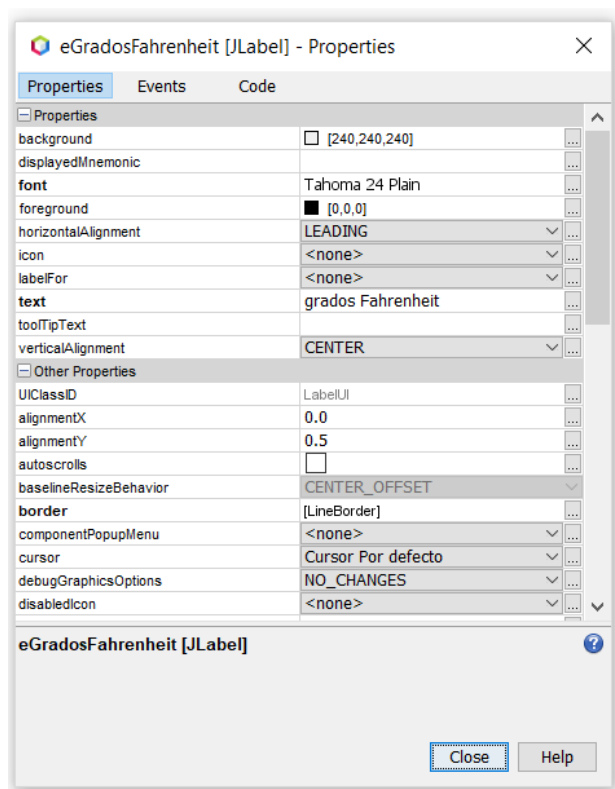 eGradosFahrenheit [JLabel] - Properties
Properties Events Code
Properties
background [240,240,240] ...
displayedMnemonic ...
font Tahoma 24 Plain ...
foreground [0,0,0] ...
horizontalAlignment LEADING ...
icon <none> ...
labelFor <none> ...
text grados Fahrenheit ...
toolTipText ...
verticalAlignment CENTER ...
Other Properties
UIClassID LabelUI ...
alignmentX 0.0 ...
alignmentY 0.5 ...
autoscrolls ...
baselineResizeBehavior CENTER_OFFSET
border [LineBorder] ...
componentPopupMenu <none> ...
cursor Cursor Por defecto ...
debugGraphicsOptions NO_CHANGES ...
disabledIcon <none> ...
eGradosFahrenheit [JLabel] ?
Close Help